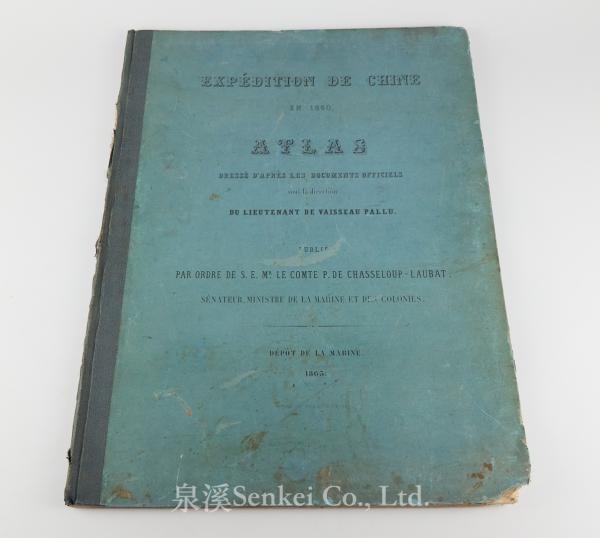 EXPÉDITION DE CHINE
EN 1860,
ATLAS
DRESSÉ D'APRÈS LES DOCUMENTS OFFICIELS
sous la direction
DU LIEUTENANT DE VAISSEAU PALLU.
PUBLIÉ
PAR ORDRE DE S. E. Mr. LE COMTE P. DE CHASSELOUP-LAUBAT,
SÉNATEUR, MINISTRE DE LA MARINE ET DES COLONIES.
DÉPÔT DE LA MARINE.
泉溪Senkei Co., Ltd.